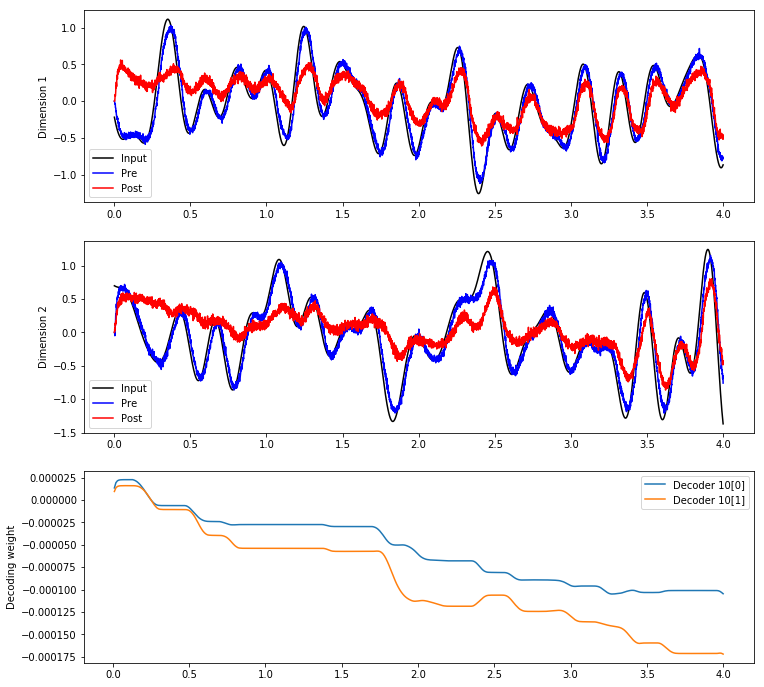 1.0
0.5
0.0
−0.5
−1.0
Dimension 1
Input
Pre
Post
0.0 0.5 1.0 1.5 2.0 2.5 3.0 3.5 4.0
1.0
0.5
0.0
−0.5
−1.0
−1.5
Dimension 2
Input
Pre
Post
0.0 0.5 1.0 1.5 2.0 2.5 3.0 3.5 4.0
0.000025
0.000000
−0.000025
−0.000050
−0.000075
−0.000100
−0.000125
−0.000150
−0.000175
Decoding weight
Decoder 10[0]
Decoder 10[1]
0.0 0.5 1.0 1.5 2.0 2.5 3.0 3.5 4.0